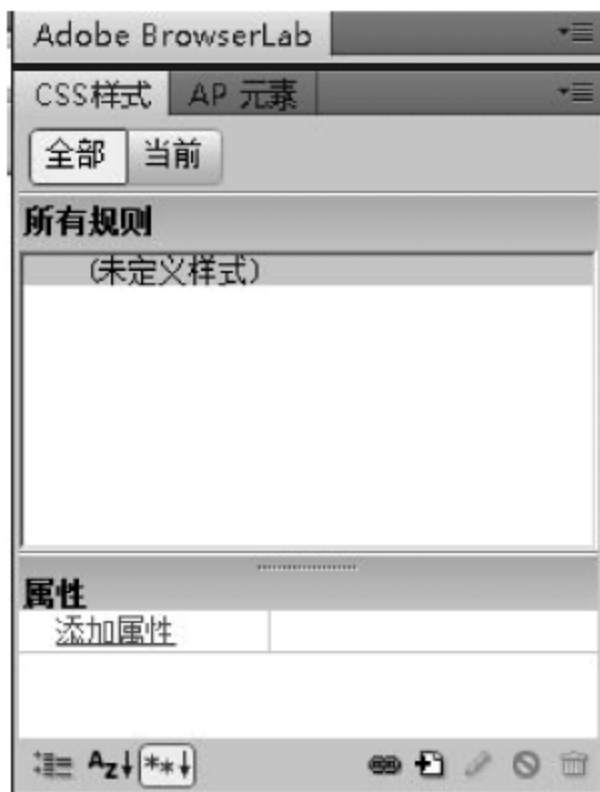 Adobe BrowserLab
CSS样式 AP 元素
全部 当前
所有规则
(未定义样式)
属性
添加属性
AZ↓ **↓